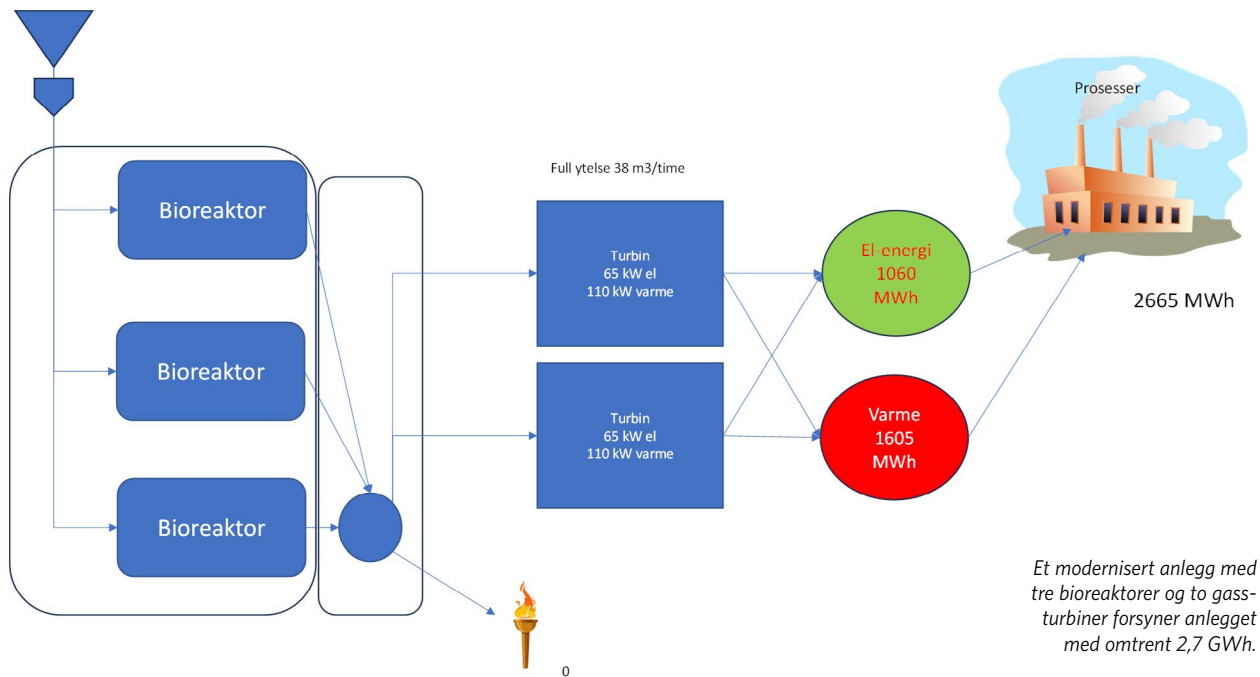 Prosesser
Full ytelse 38 m3/time
Bioreaktor
Turbin
65 kW el
110 kW varme
El-energi
1060
MWh
2665 MWh
Bioreaktor
Turbin
65 kW el
110 kW varme
Varme
1605
MWh
Bioreaktor
0
Et modernisert anlegg med
tre bioreaktorer og to gass-
turbiner forsyner anlegget
med omtrent 2,7 GWh.